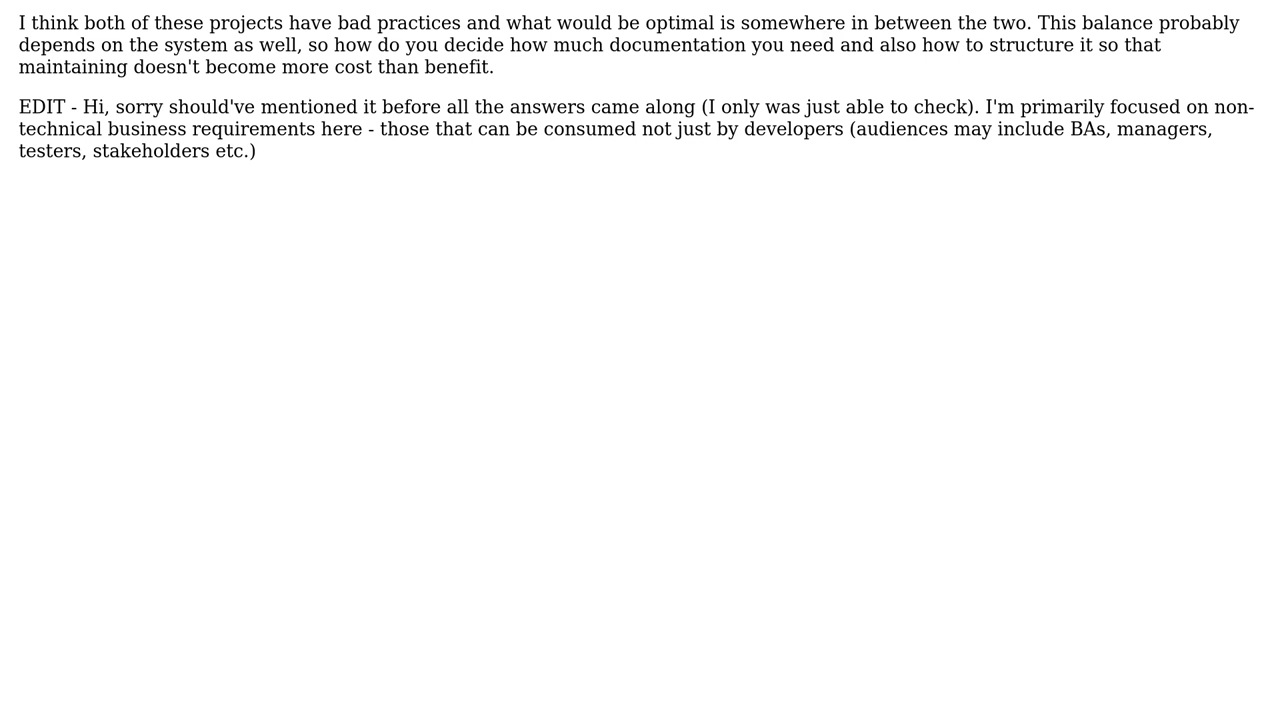 I think both of these projects have bad practices and what would be optimal is somewhere in between the two. This balance probably
depends on the system as well, so how do you decide how much documentation you need and also how to structure it so that
maintaining doesn't become more cost than benefit.
EDIT - Hi, sorry should've mentioned it before all the answers came along (I only was just able to check). I'm primarily focused on non-
technical business requirements here - those that can be consumed not just by developers (audiences may include BAs, managers,
testers, stakeholders etc.)